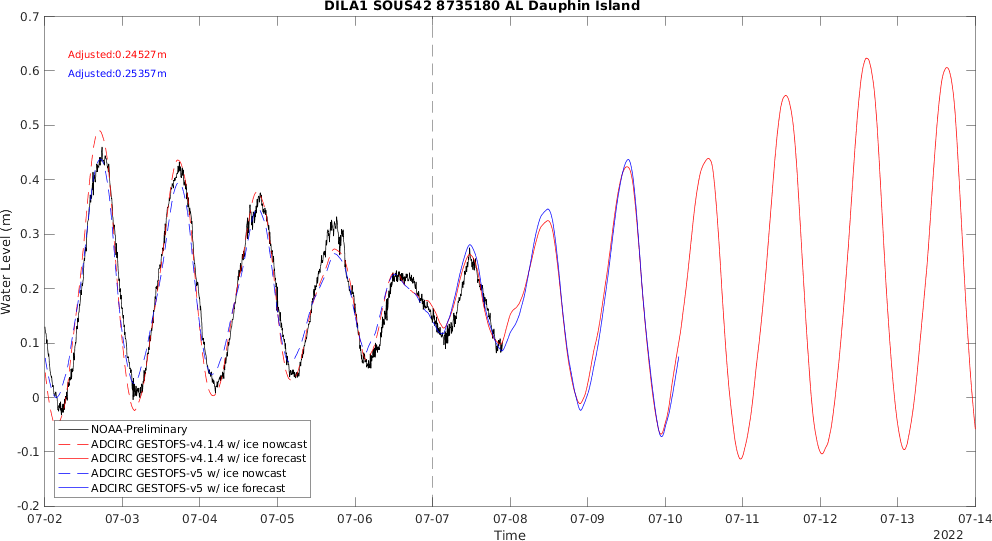 DILA1 SOUS42 8735180 AL Dauphin Island
Adjusted:0.24527m
Adjusted:0.25357m
Water Level (m)
0.7
0.6
0.5
0.4
0.3
0.2
0.1
0
-0.1
-0.2
NOAA-Preliminary
ADCIRC GESTOFS-v4.1.4 w/ ice nowcast
ADCIRC GESTOFS-v4.1.4 w/ ice forecast
ADCIRC GESTOFS-v5 w/ ice nowcast
ADCIRC GESTOFS-v5 w/ ice forecast
07-02 07-03 07-04 07-05 07-06 07-07 07-08 07-09 07-10 07-11 07-12 07-13 07-14
Time
2022